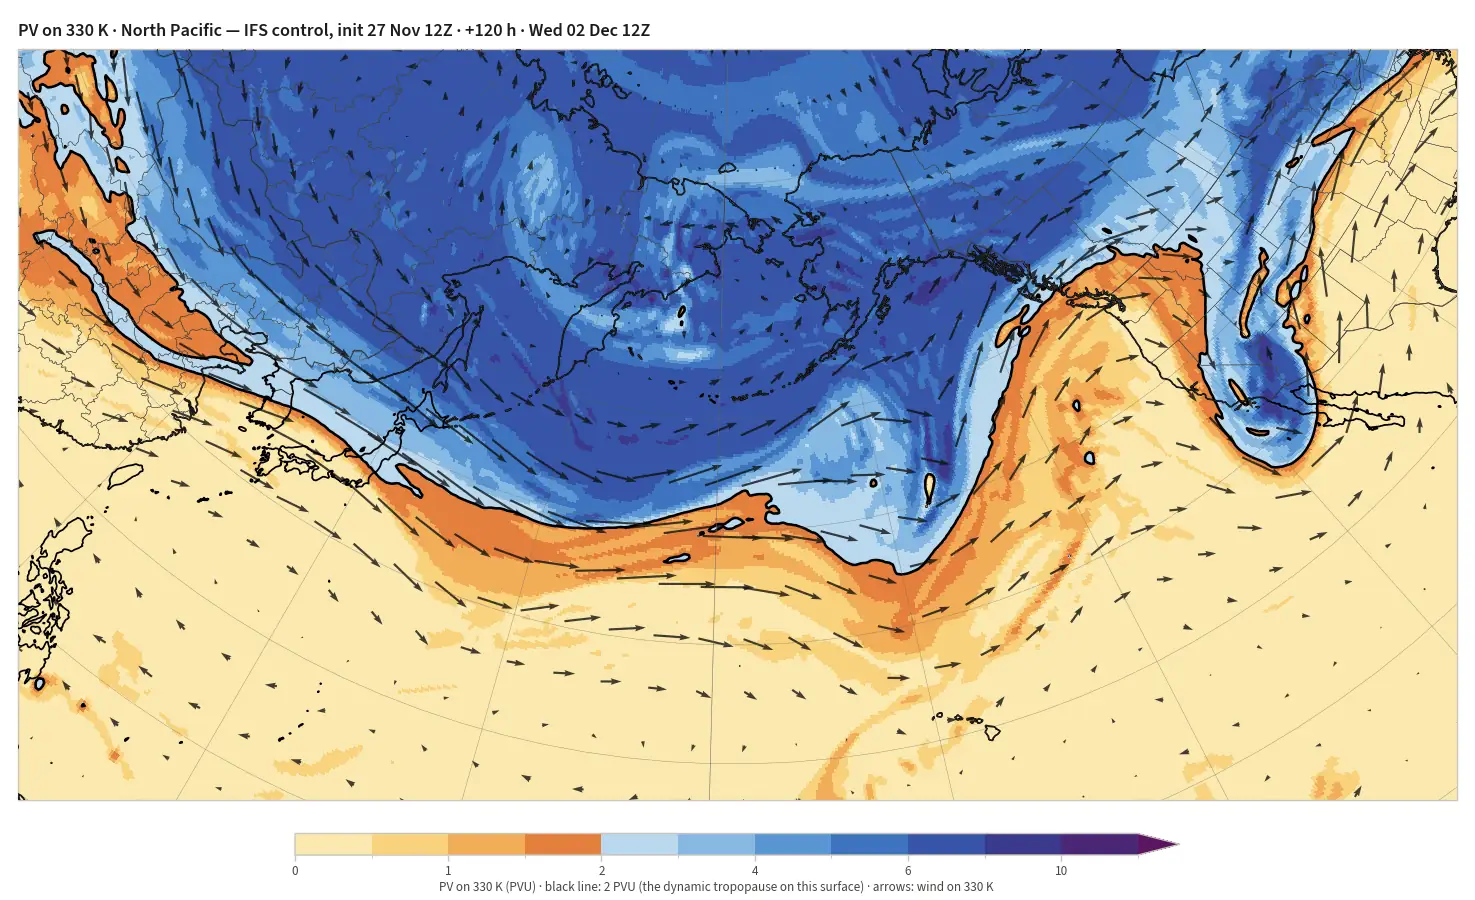 PV on 330 K · North Pacific — IFS control, init 27 Nov 12Z · +120 h · Wed 02 Dec 12Z
0 1 2 4 6 10
PV on 330 K (PVU) · black line: 2 PVU (the dynamic tropopause on this surface) · arrows: wind on 330 K